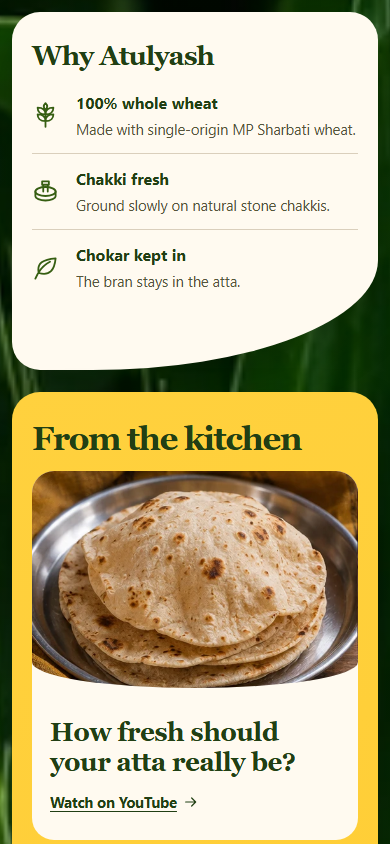 Why Atulyash
100% whole wheat
Made with single-origin MP Sharbati wheat.
Chakki fresh
Ground slowly on natural stone chakkis.
Chokar kept in
The bran stays in the atta.
From the kitchen
How fresh should
your atta really be?
Watch on YouTube →